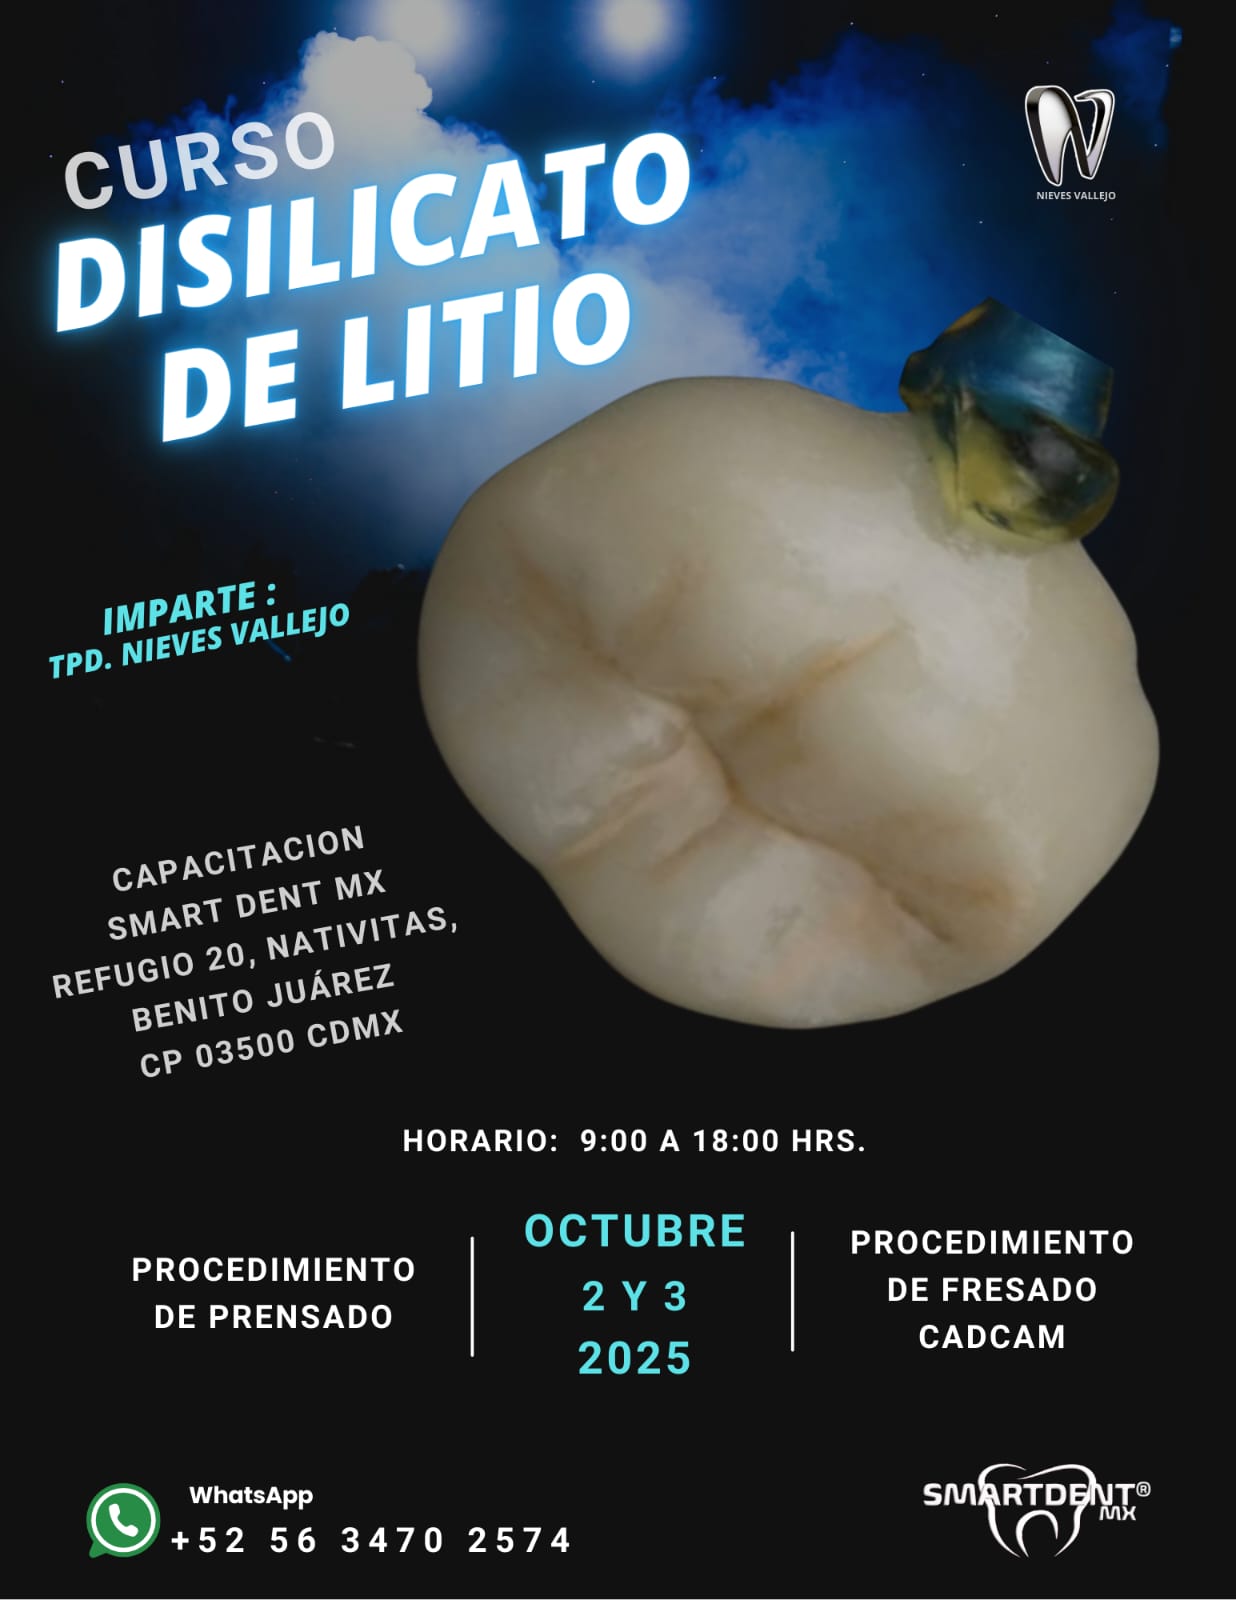 CURSO
DISILICATO
DE LITIO
NIEVES VALLEJO
IMPARTE :
TPD. NIEVES VALLEJO
CAPACITACION
SMART DENT MX
REFUGIO 20, NATIVITAS,
BENITO JUÁREZ
CP 03500 CDMX
HORARIO: 9:00 A 18:00 HRS.
PROCEDIMIENTO
DE PRENSADO
OCTUBRE
2 Y 3
2025
PROCEDIMIENTO
DE FRESADO
CADCAM
WhatsApp
+52 56 3470 2574
SMARTDENT®
MX